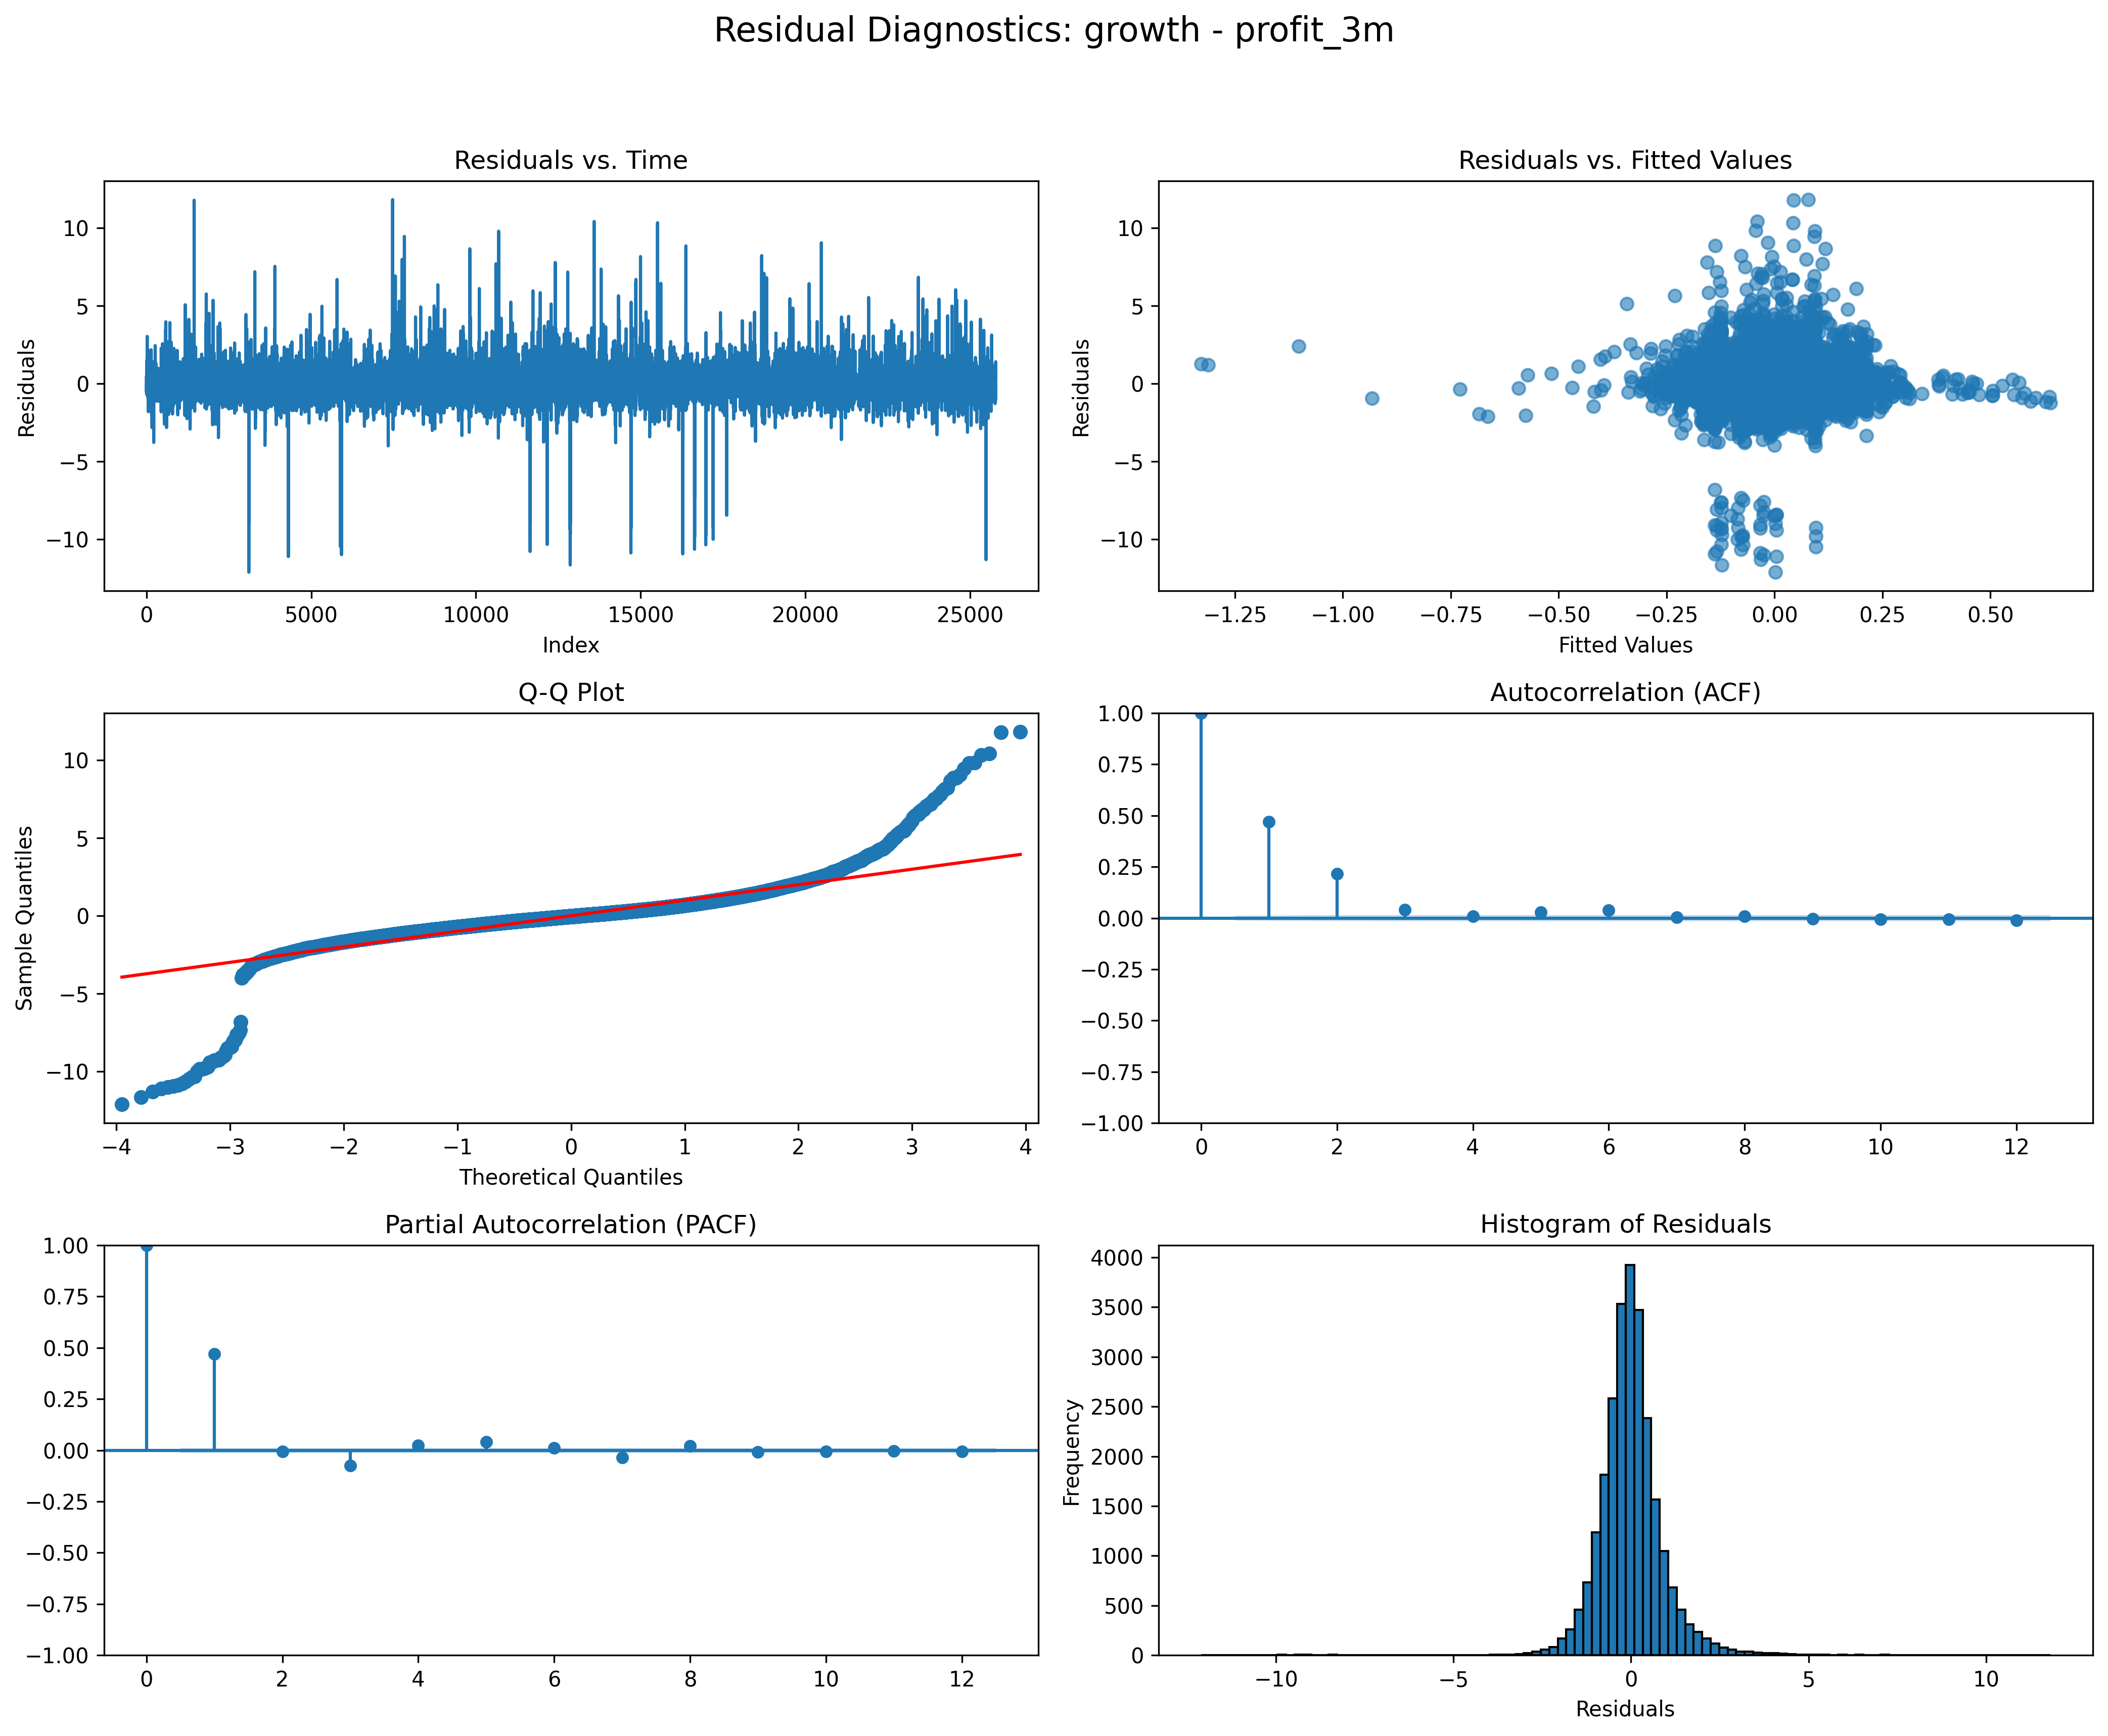 Residual Diagnostics: growth - profit_3m
Residuals vs. Time
Residuals
10
5
0
−5
−10
0 5000 10000 15000 20000 25000
Index
Residuals vs. Fitted Values
Residuals
10
5
0
−5
−10
−1.25 −1.00 −0.75 −0.50 −0.25 0.00 0.25 0.50
Fitted Values
Q-Q Plot
Sample Quantiles
10
5
0
−5
−10
−4 −3 −2 −1 0 1 2 3 4
Theoretical Quantiles
Autocorrelation (ACF)
1.00
0.75
0.50
0.25
0.00
−0.25
−0.50
−0.75
−1.00
0 2 4 6 8 10 12
Partial Autocorrelation (PACF)
1.00
0.75
0.50
0.25
0.00
−0.25
−0.50
−0.75
−1.00
0 2 4 6 8 10 12
Histogram of Residuals
Frequency
4000
3500
3000
2500
2000
1500
1000
500
0
−10 −5 0 5 10
Residuals